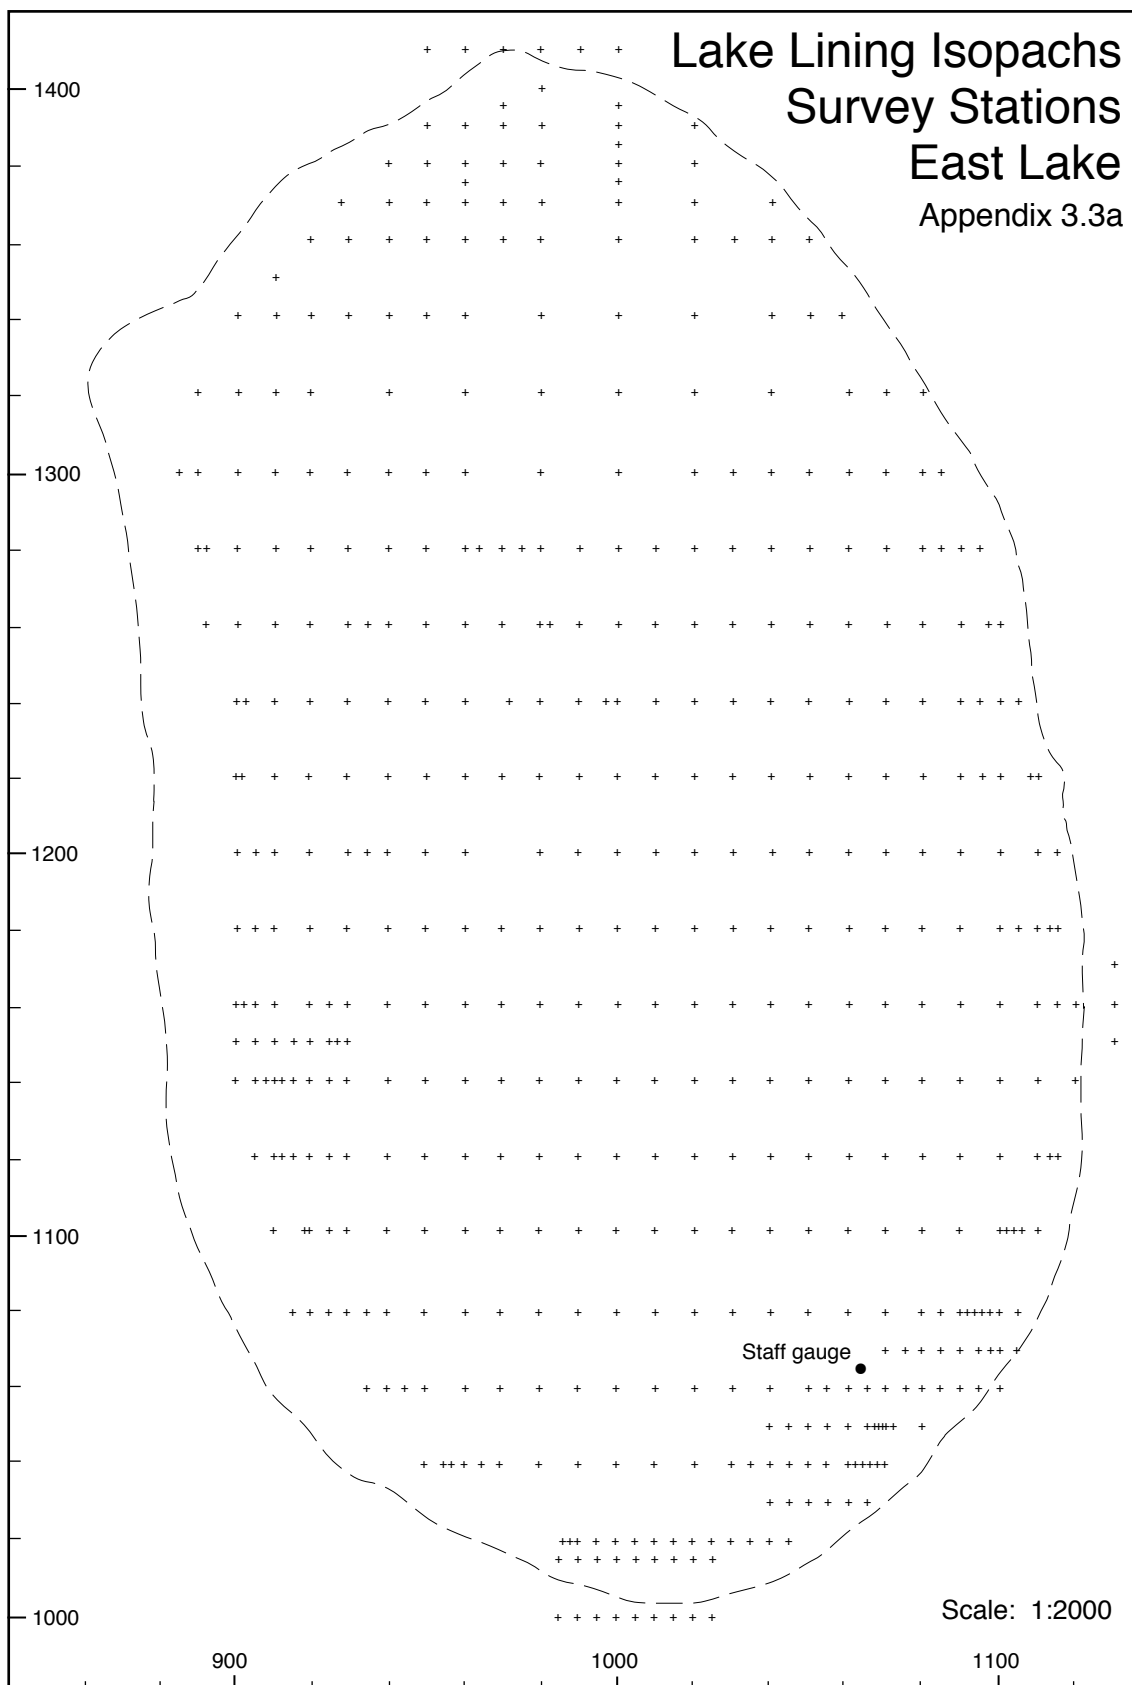 Lake Lining Isopachs
Survey Stations
East Lake
Appendix 3.3a
1400
1300
1200
1100
Staff gauge
1000
Scale: 1:2000
900 1000 1100